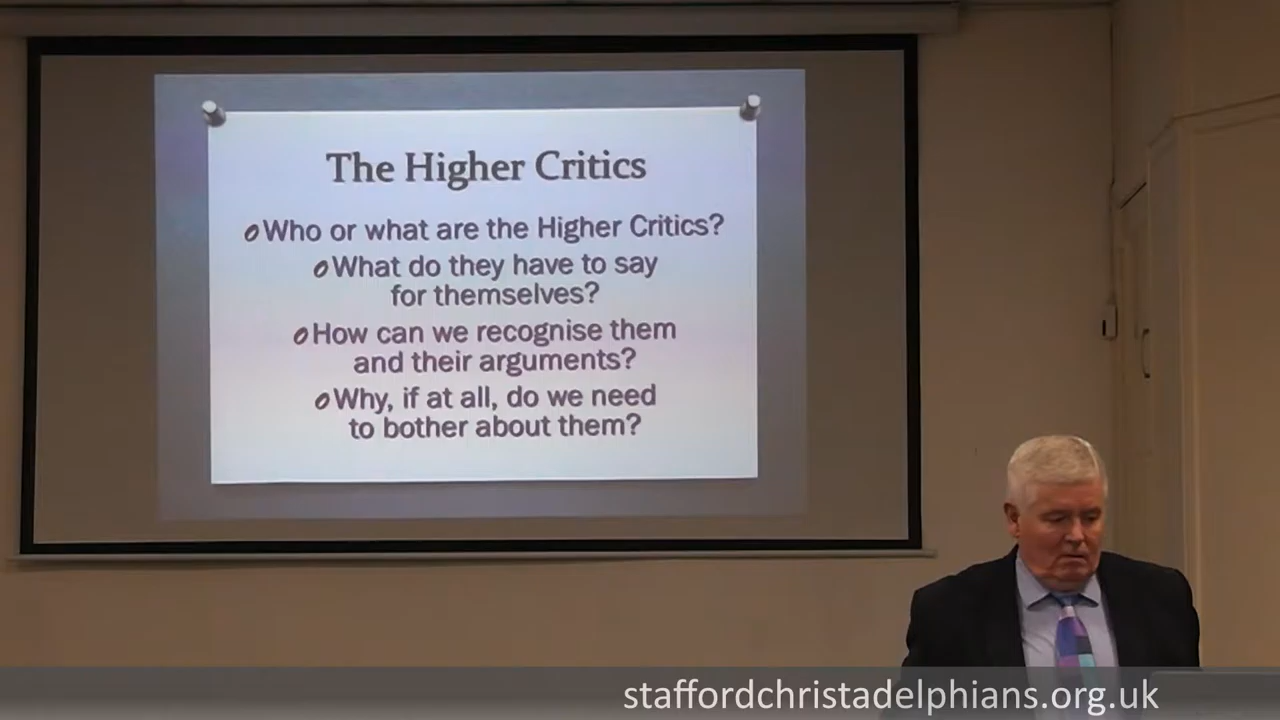 The Higher Critics
Who or what are the Higher Critics?
What do they have to say
for themselves?
How can we recognise them
and their arguments?
Why, if at all, do we need
to bother about them?
staffordchristadelphians.org.uk